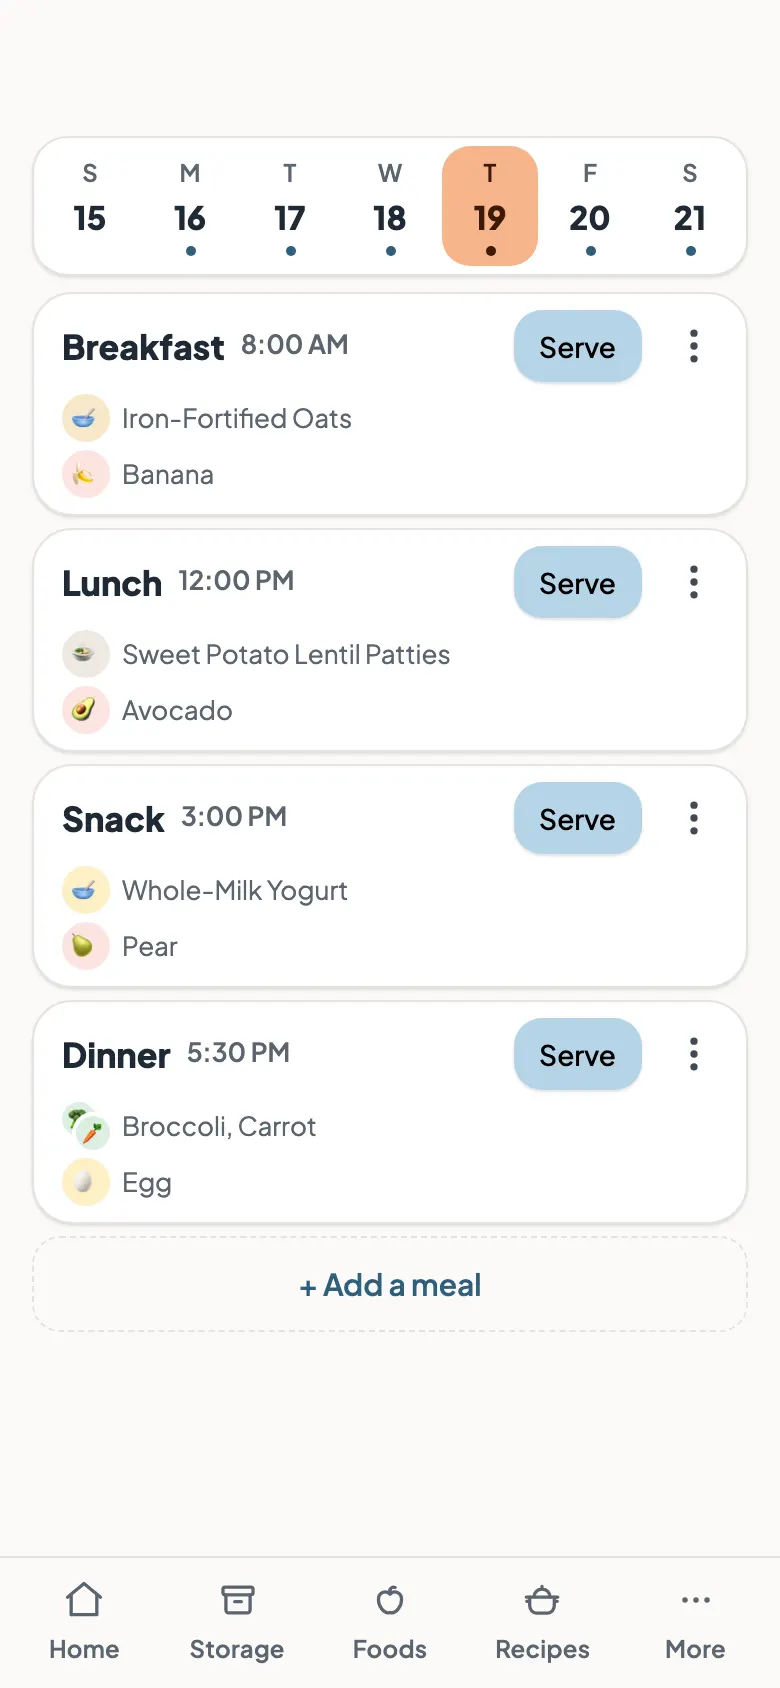 S M T W T F S
15 16 17 18 19 20 21
Breakfast 8:00 AM Serve
Iron-Fortified Oats
Banana
Lunch 12:00 PM Serve
Sweet Potato Lentil Patties
Avocado
Snack 3:00 PM Serve
Whole-Milk Yogurt
Pear
Dinner 5:30 PM Serve
Broccoli, Carrot
Egg
+ Add a meal
Home Storage Foods Recipes More